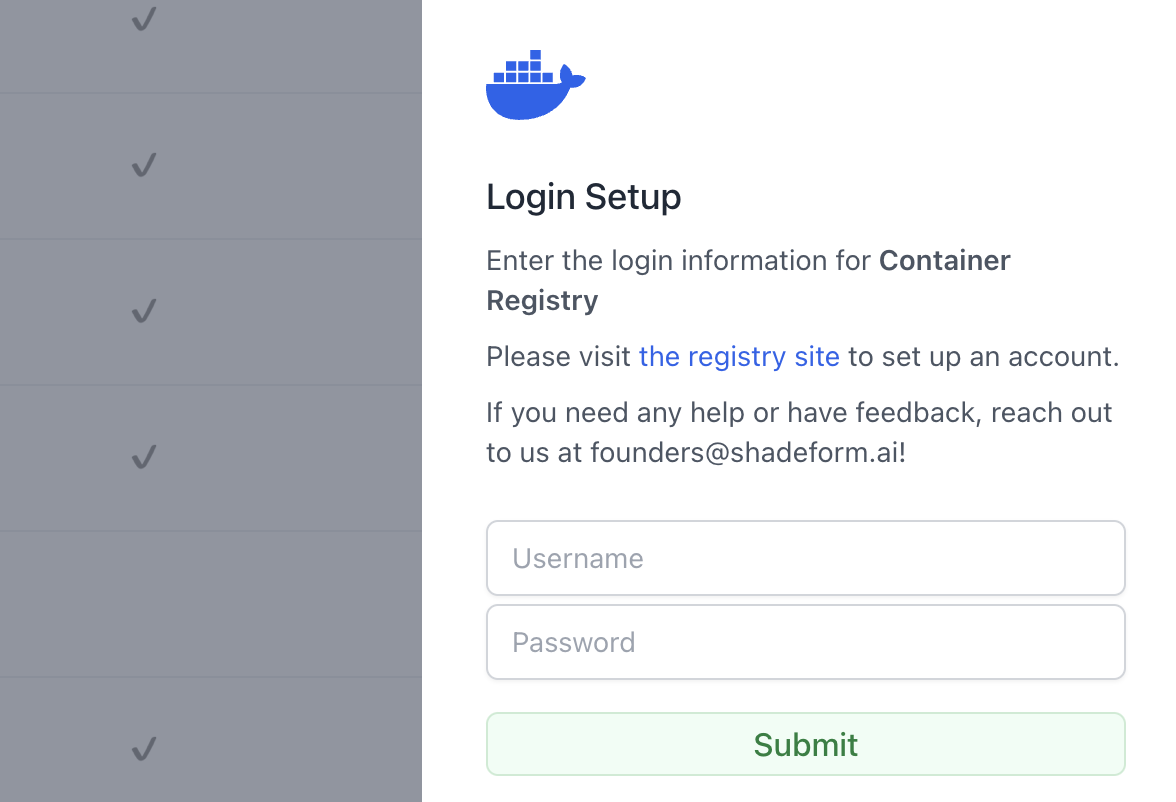 Login Setup
Enter the login information for Container
Registry
Please visit the registry site to set up an account.
If you need any help or have feedback, reach out
to us at founders@shadeform.ai!
Username
Password
Submit